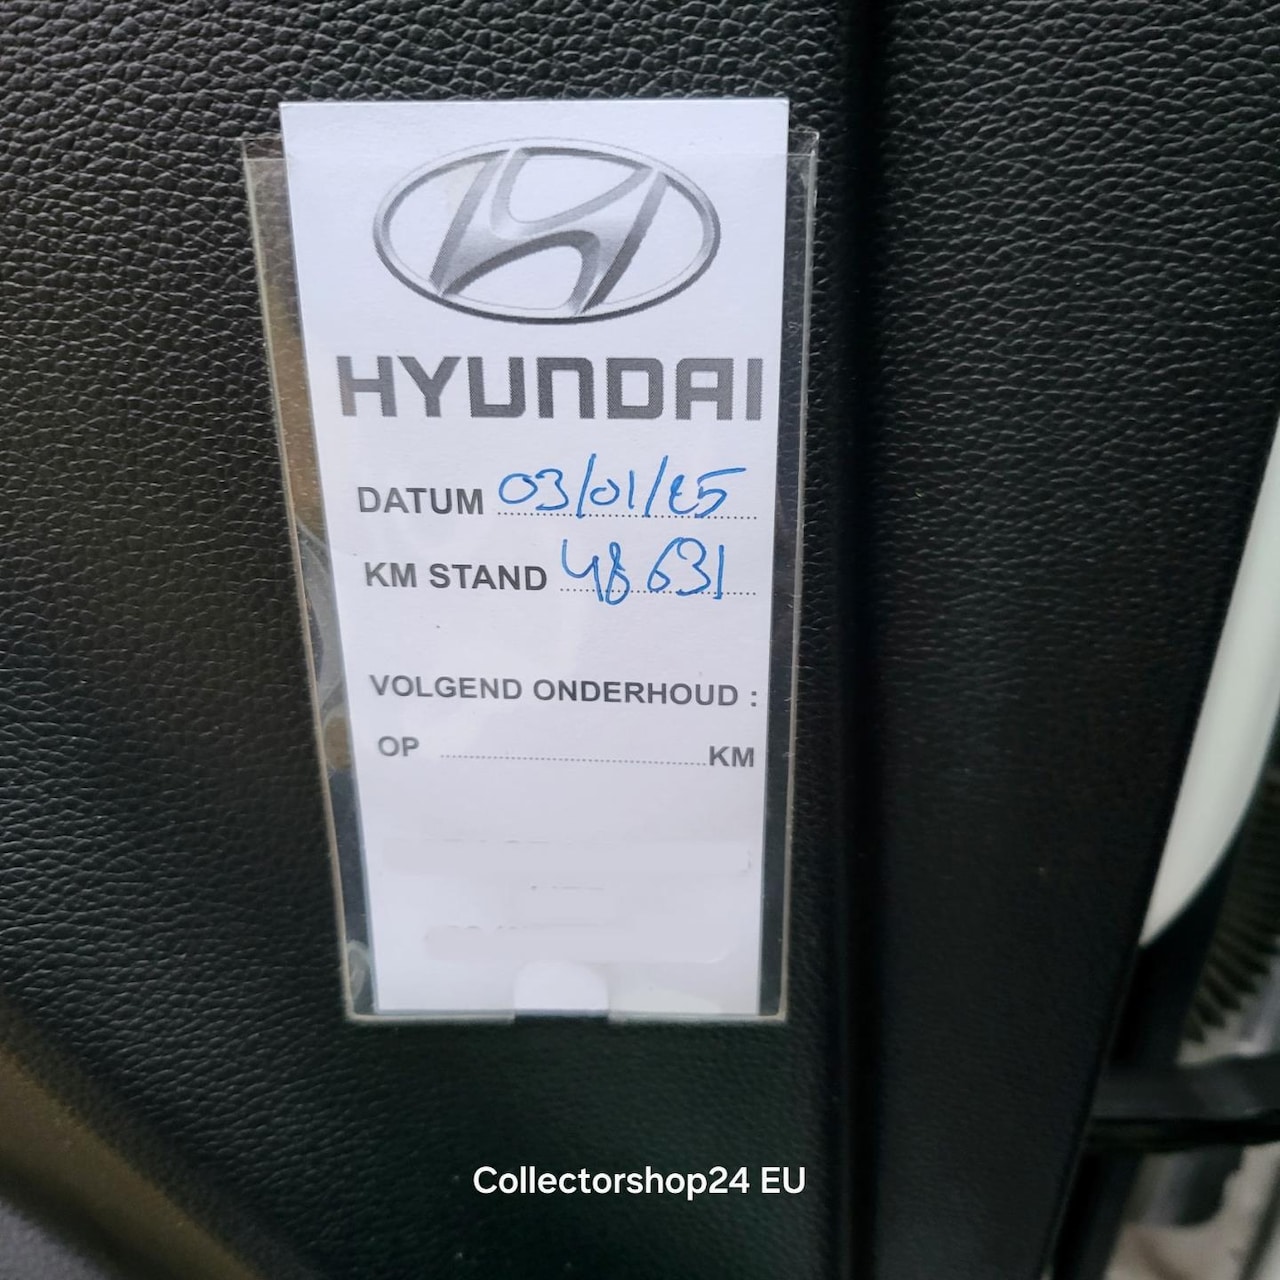 HYUNDAI
DATUM 03/01/25
KM STAND 48 631
VOLGEND ONDERHOUD :
OP ........................................ KM
Collectorshop24 EU